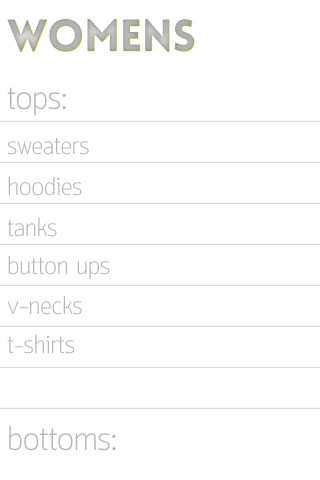 WOMENS
tops:
sweaters
hoodies
tanks
button ups
v-necks
t-shirts
bottoms: